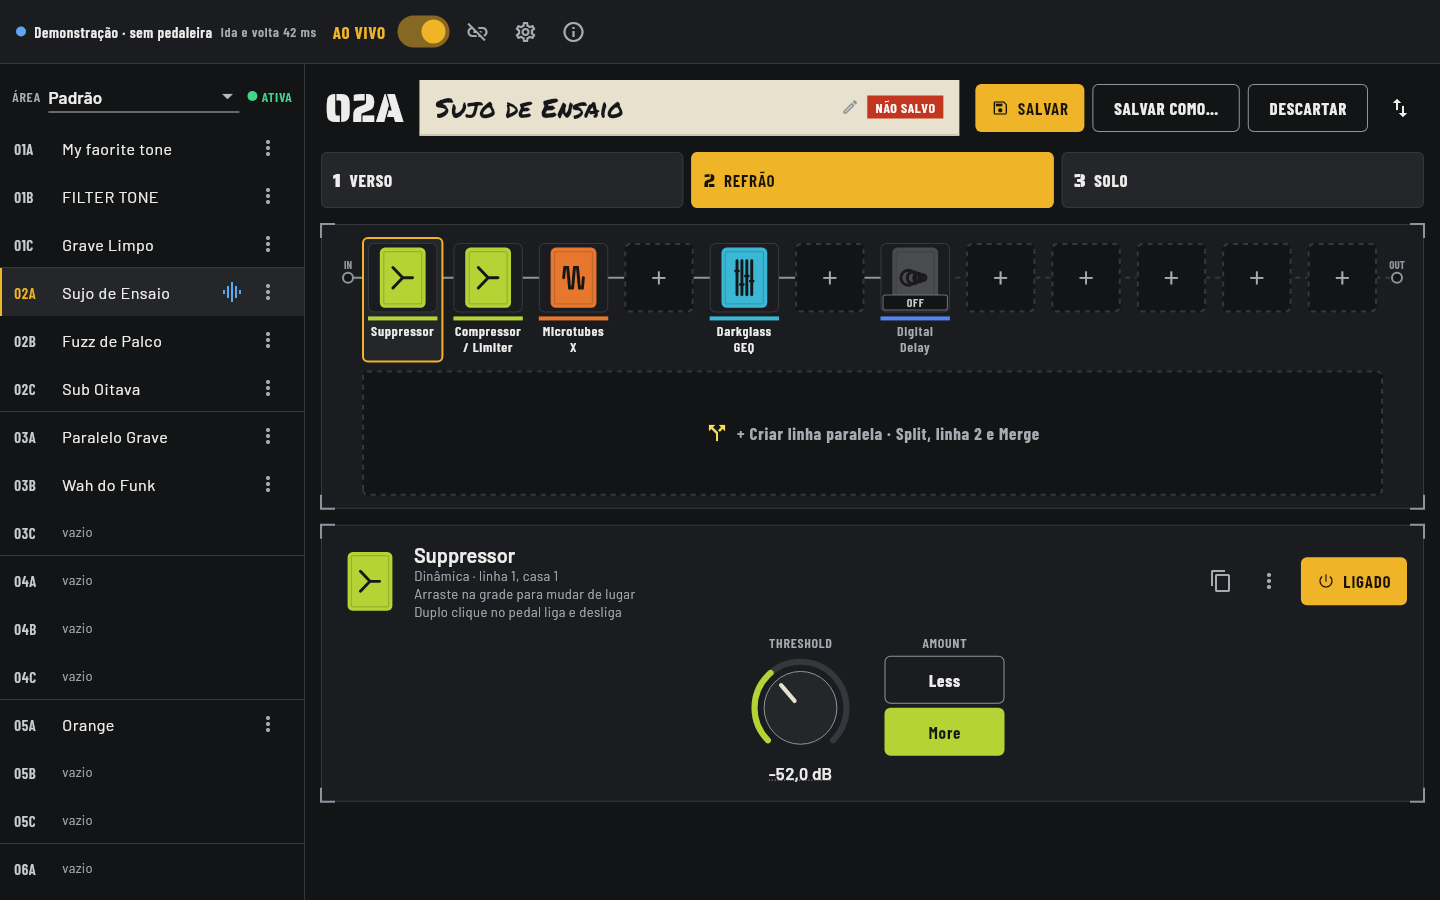 Demonstração · sem pedaleira Ida e volta 42 ms AO VIVO
ÁREA Padrão ATIVA
01A My faorite tone
01B FILTER TONE
01C Grave Limpo
02A Sujo de Ensaio
02B Fuzz de Palco
02C Sub Oitava
03A Paralelo Grave
03B Wah do Funk
03C vazio
04A vazio
04B vazio
04C vazio
05A Orange
05B vazio
05C vazio
06A vazio
02A Sujo de Ensaio NÃO SALVO SALVAR SALVAR COMO... DESCARTAR
1 VERSO
2 REFRÃO
3 SOLO
IN
OUT
OFF
Suppressor
Compressor
/ Limiter
Microtubes
X
Darkglass
GEQ
Digital
Delay
+ Criar linha paralela · Split, linha 2 e Merge
Suppressor
Dinâmica · linha 1, casa 1
Arraste na grade para mudar de lugar
Duplo clique no pedal liga e desliga
LIGADO
THRESHOLD
-52,0 dB
AMOUNT
Less
More